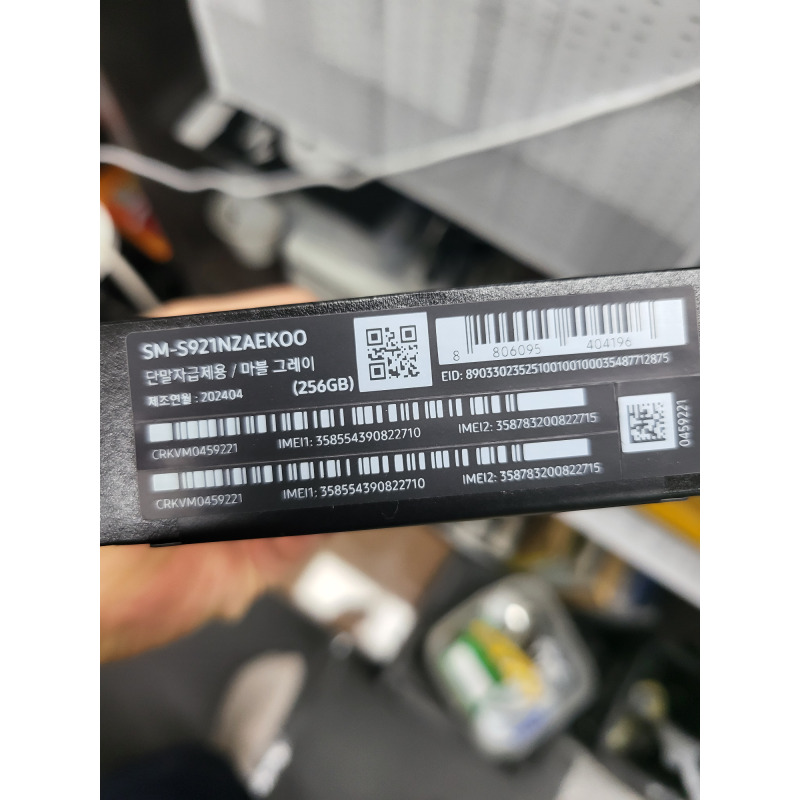 SM-S921NZAEKOO
단말자급제용 / 마블 그레이
(256GB)
제조연월 : 202404
8 806095 404196
EID: 89033023525100100100035487712875
CRKVM0459221 IMEI1: 358554390822710 IMEI2: 358783200822715
CRKVM0459221 IMEI1: 358554390822710 IMEI2: 358783200822715
0459221